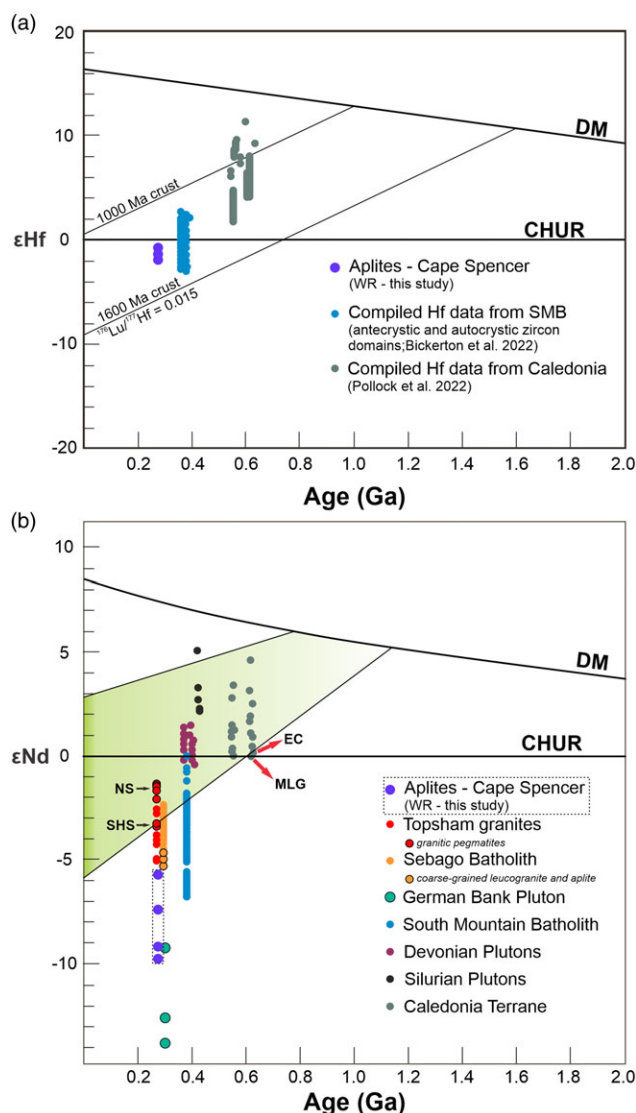 (a)
20
10
0
-10
-20
εHf
DM
1000 Ma crust
CHUR
1600 Ma crust
¹⁷⁶Lu/¹⁷⁷Hf = 0.015
Aplites - Cape Spencer
(WR - this study)
Compiled Hf data from SMB
(antecrystic and autocrystic zircon
domains;Bickerton et al. 2022)
Compiled Hf data from Caledonia
(Pollock et al. 2022)
0.2 0.4 0.6 0.8 1.0 1.2 1.4 1.6 1.8 2.0
Age (Ga)
(b)
10
5
0
-5
-10
εNd
DM
EC
CHUR
MLG
NS
SHS
Aplites - Cape Spencer
(WR - this study)
Topsham granites
granitic pegmatites
Sebago Batholith
coarse-grained leucogranite and aplite
German Bank Pluton
South Mountain Batholith
Devonian Plutons
Silurian Plutons
Caledonia Terrane
0.2 0.4 0.6 0.8 1.0 1.2 1.4 1.6 1.8 2.0
Age (Ga)